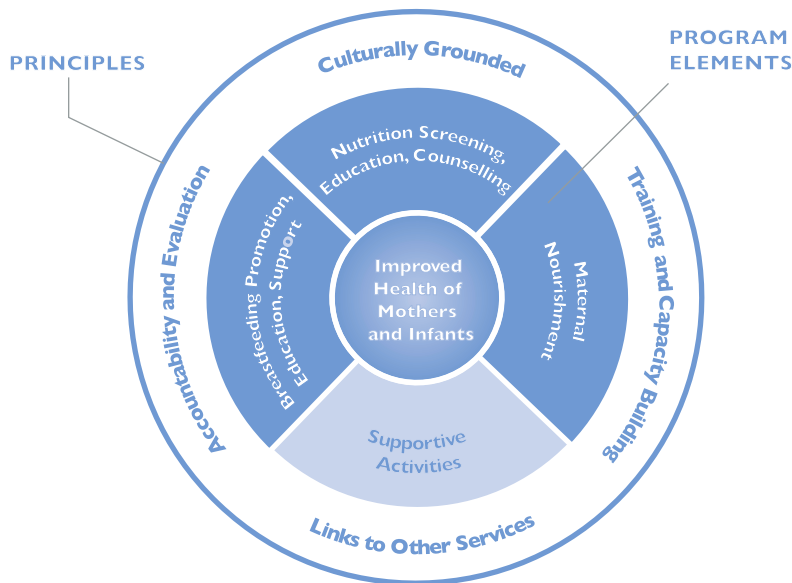 PRINCIPLES
PROGRAM
ELEMENTS
Culturally Grounded
Nutrition Screening,
Education, Counselling
Accountability and Evaluation
Breastfeeding Promotion,
Education, Support
Improved
Health of
Mothers
and Infants
Maternal
Nourishment
Training and Capacity Building
Supportive
Activities
Links to Other Services